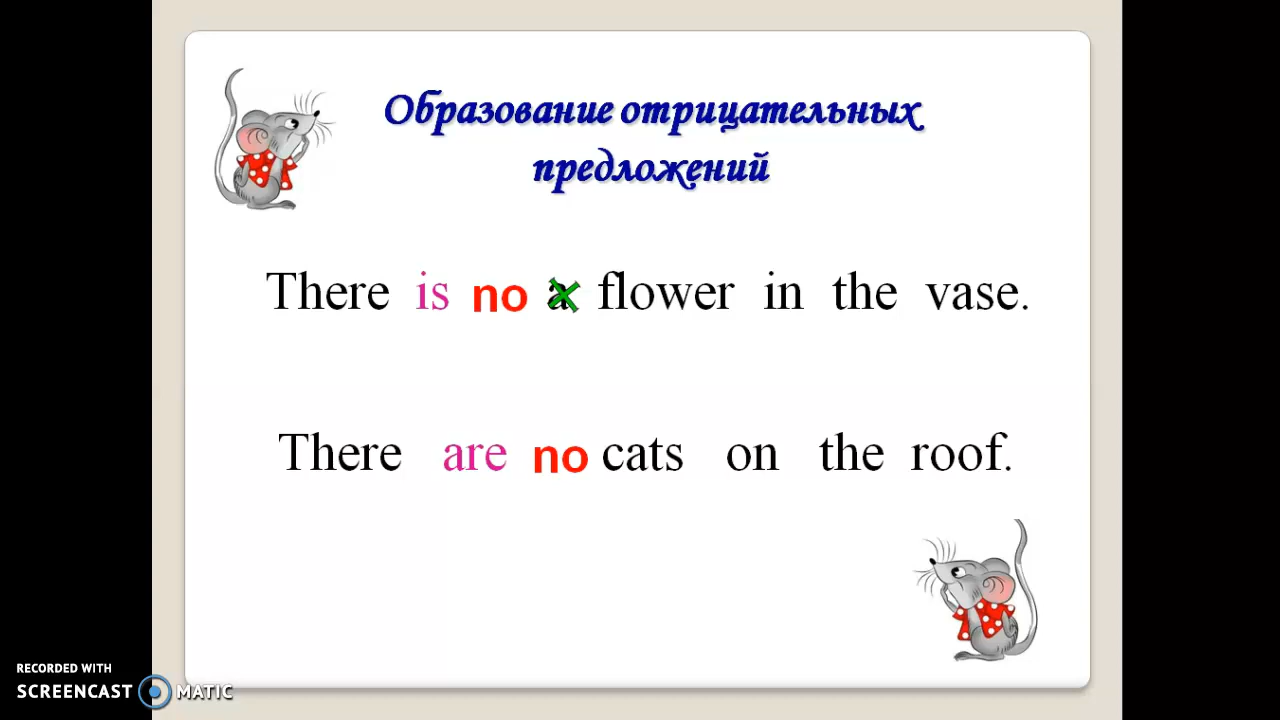 Образование отрицательных
предложений
There is no a flower in the vase.
There are no cats on the roof.
RECORDED WITH
SCREENCAST MATIC